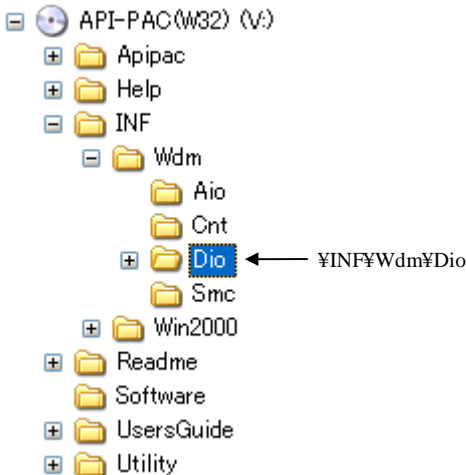 API-PAC(W32) (V:)
Apipac
Help
INF
Wdm
Aio
Cnt
Dio ¥INF¥Wdm¥Dio
Smc
Win2000
Readme
Software
UsersGuide
Utility